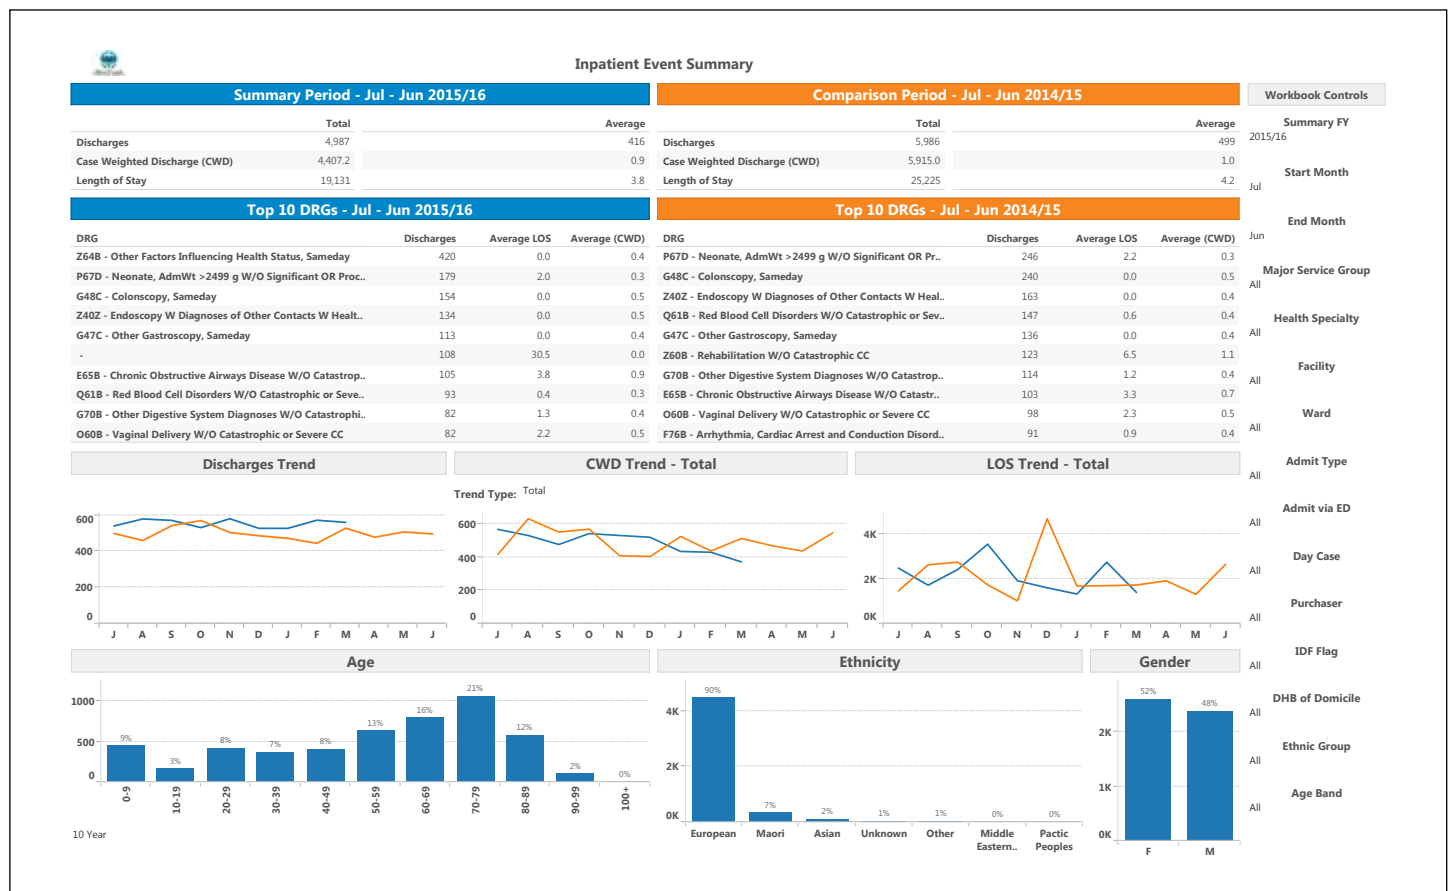 Inpatient Event Summary
Summary Period - Jul - Jun 2015/16
Comparison Period - Jul - Jun 2014/15
Workbook Controls
Total Average
Discharges 4,987 416
Case Weighted Discharge (CWD) 4,407.2 0.9
Length of Stay 19,131 3.8
Total Average
Discharges 5,986 499
Case Weighted Discharge (CWD) 5,915.0 1.0
Length of Stay 25,225 4.2
Top 10 DRGs - Jul - Jun 2015/16
DRG Discharges Average LOS Average (CWD)
Z64B - Other Factors Influencing Health Status, Sameday 420 0.0 0.4
P67D - Neonate, AdmWt >2499 g W/O Significant OR Proc.. 179 2.0 0.3
G48C - Colonscopy, Sameday 154 0.0 0.5
Z40Z - Endoscopy W Diagnoses of Other Contacts W Healt.. 134 0.0 0.5
G47C - Other Gastroscopy, Sameday 113 0.0 0.4
- 108 30.5 0.0
E65B - Chronic Obstructive Airways Disease W/O Catastrop.. 105 3.8 0.9
Q61B - Red Blood Cell Disorders W/O Catastrophic or Seve.. 93 0.4 0.3
G70B - Other Digestive System Diagnoses W/O Catastrophi.. 82 1.3 0.4
O60B - Vaginal Delivery W/O Catastrophic or Severe CC 82 2.2 0.5
Top 10 DRGs - Jul - Jun 2014/15
DRG Discharges Average LOS Average (CWD)
P67D - Neonate, AdmWt >2499 g W/O Significant OR Pr.. 246 2.2 0.3
G48C - Colonscopy, Sameday 240 0.0 0.5
Z40Z - Endoscopy W Diagnoses of Other Contacts W Heal.. 163 0.0 0.4
Q61B - Red Blood Cell Disorders W/O Catastrophic or Sev.. 147 0.6 0.4
G47C - Other Gastroscopy, Sameday 136 0.0 0.4
Z60B - Rehabilitation W/O Catastrophic CC 123 6.5 1.1
G70B - Other Digestive System Diagnoses W/O Catastrop.. 114 1.2 0.4
E65B - Chronic Obstructive Airways Disease W/O Catastr.. 103 3.3 0.7
O60B - Vaginal Delivery W/O Catastrophic or Severe CC 98 2.3 0.5
F76B - Arrhythmia, Cardiac Arrest and Conduction Disord.. 91 0.9 0.4
Summary FY
2015/16
Start Month
Jul
End Month
Jun
Major Service Group
All
Health Specialty
All
Facility
All
Ward
All
Admit Type
All
Admit via ED
All
Day Case
All
Purchaser
All
IDF Flag
All
DHB of Domicile
All
Ethnic Group
All
Age Band
All
Discharges Trend
600
400
200
0
J A S O N D J F M A M J
CWD Trend - Total
Trend Type: Total
600
400
200
0
J A S O N D J F M A M J
LOS Trend - Total
4K
2K
0K
J A S O N D J F M A M J
Age
1000
500
0
9% 3% 8% 7% 8% 13% 16% 21% 12% 2% 0%
0-9 10-19 20-29 30-39 40-49 50-59 60-69 70-79 80-89 90-99 100+
10 Year
Ethnicity
4K
2K
0K
90% 7% 2% 1% 1% 0% 0%
European Maori Asian Unknown Other Middle Pactic
Eastern.. Peoples
Gender
2K
1K
0K
52% 48%
F M